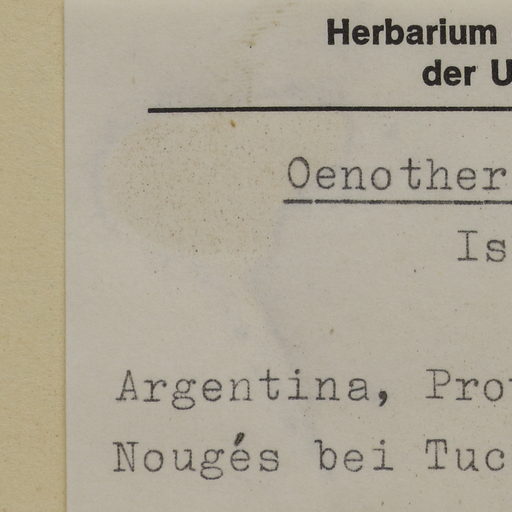 Herbarium
der U
Oenother
Is
Argentina, Pro
Nougés bei Tuc